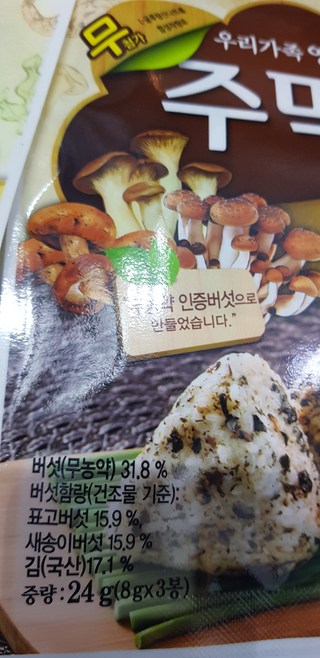 무
첨가
우리가족
주먹
인증버섯으로
만들었습니다."
버섯(무농약) 31.8 %
버섯함량(건조물 기준):
표고버섯 15.9 %,
새송이버섯 15.9 %
김(국산)17.1 %
중량:24 g(8gx3봉)